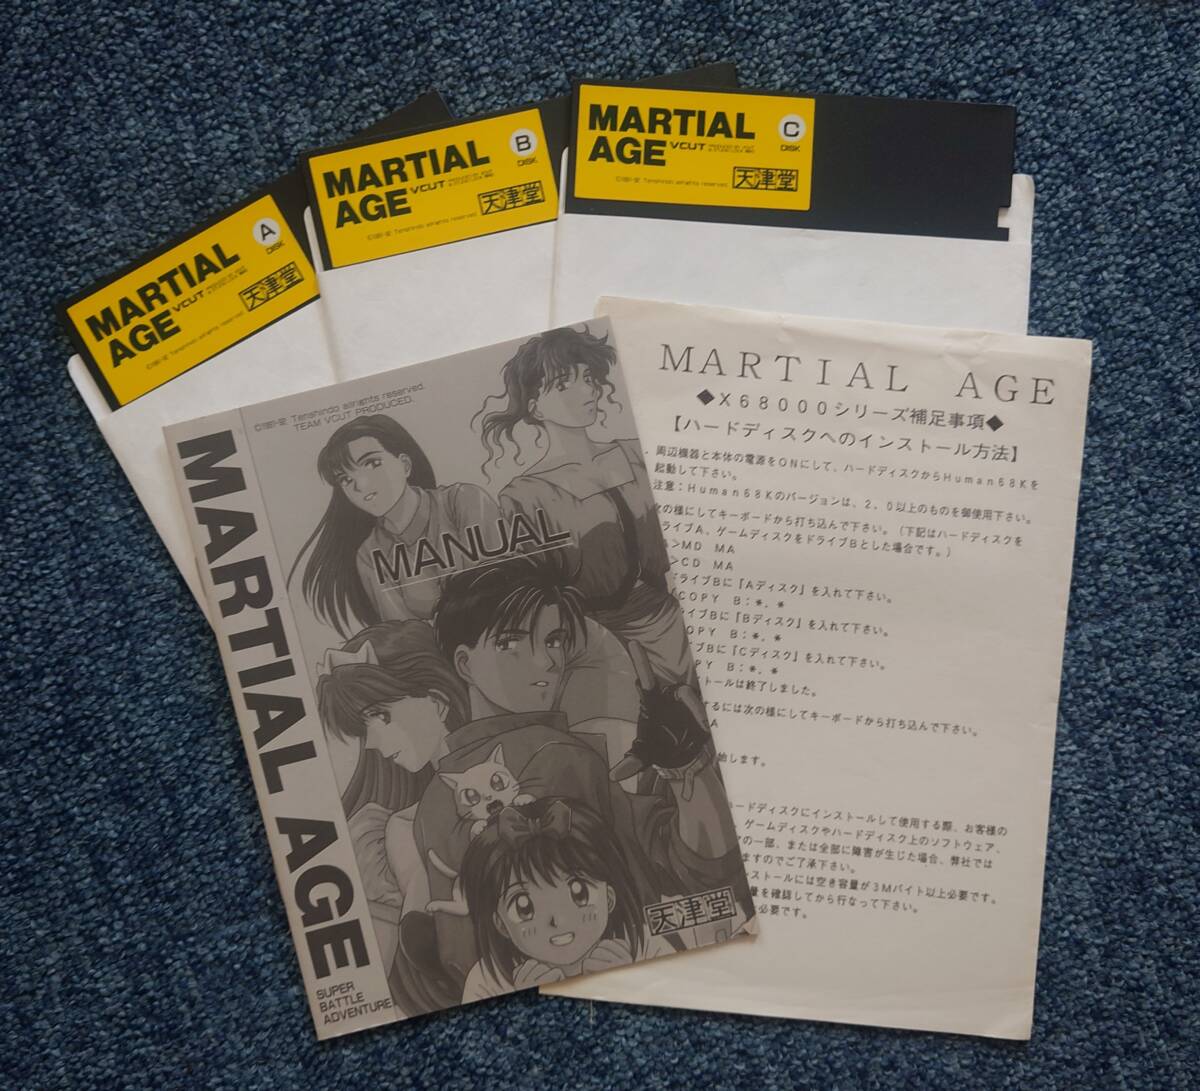 MARTIAL
AGE VCUT
A
DISK
Tenshindo allrights reserved.
天津堂
MARTIAL
AGE VCUT
B
DISK
Tenshindo allrights reserved.
天津堂
MARTIAL
AGE VCUT
C
DISK
Tenshindo allrights reserved.
天津堂
Tenshindo allrights reserved.
TEAM VCUT PRODUCED.
MARTIAL AGE
MANUAL
SUPER
BATTLE
ADVENTURE
天津堂
MARTIAL AGE
◆X68000シリーズ補足事項◆
【ハードディスクへのインストール方法】
周辺機器と本体の電源をONにして、ハードディスクからHuman68Kを
起動して下さい。
注意:Human68Kのバージョンは、2.0以上のものを御使用下さい。
の様にしてキーボードから打ち込んで下さい。(下記はハードディスクを
ライブA、ゲームディスクをドライブBとした場合です。)
>MD MA
>CD MA
ドライブBに『Aディスク』を入れて下さい。
COPY B:*.*
ライブBに『Bディスク』を入れて下さい。
OPY B:*.*
ブBに『Cディスク』を入れて下さい。
PY B:*.*
トールは終了しました。
するには次の様にしてキーボードから打ち込んで下さい。
A
始します。
ードディスクにインストールして使用する際、お客様の
、ゲームディスクやハードディスク上のソフトウェア、
の一部、または全部に障害が生じた場合、弊社では
ますのでご了承下さい。
ストールには空き容量が3Mバイト以上必要です。
量を確認してから行なって下さい。
必要です。